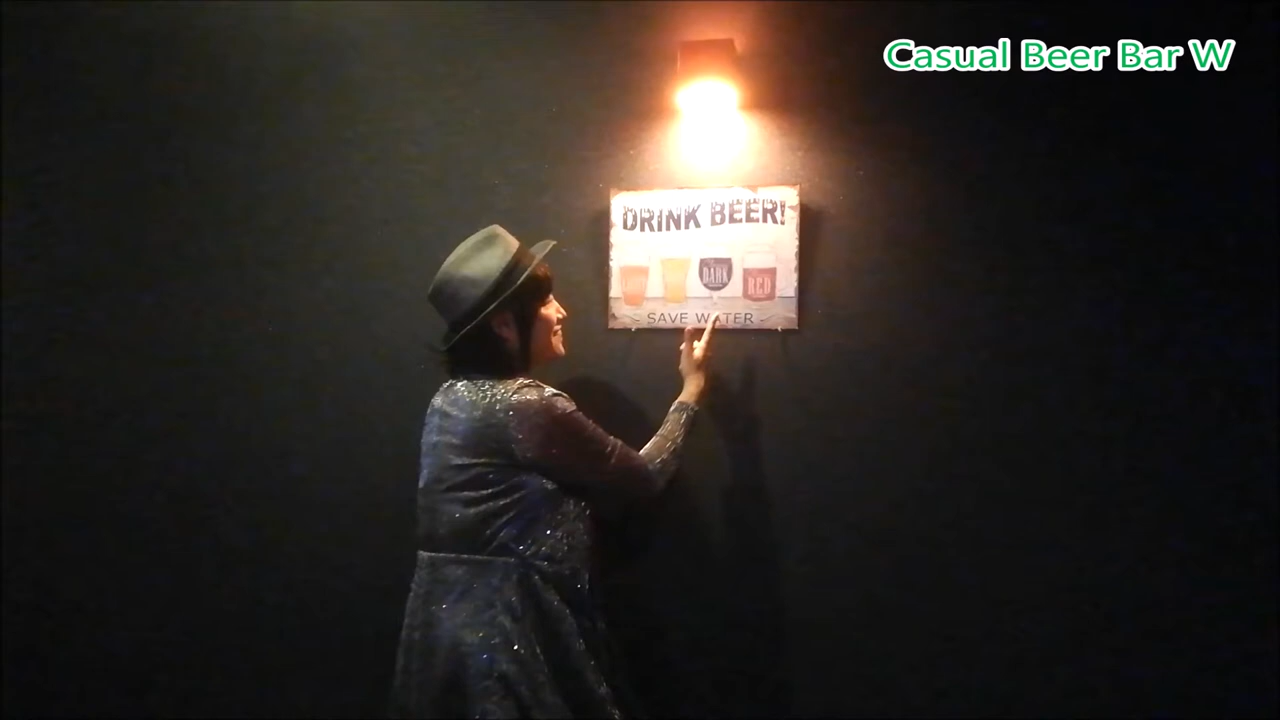 Casual Beer Bar W
DRINK BEER!
DARK
RED
SAVE WATER